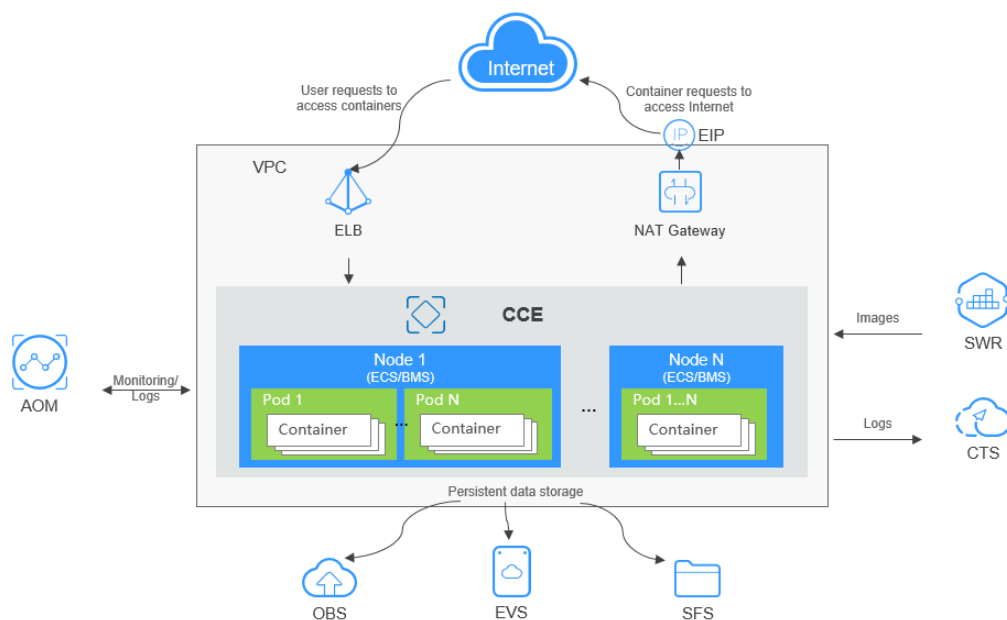 Internet
User requests to
access containers
Container requests to
access Internet
IP
EIP
VPC
ELB
NAT Gateway
CCE
Images
SWR
Node 1
(ECS/BMS)
Node N
(ECS/BMS)
Monitoring/
Logs
AOM
Pod 1
Pod N
Pod 1...N
...
...
Container
Container
Container
Logs
CTS
Persistent data storage
OBS
EVS
SFS